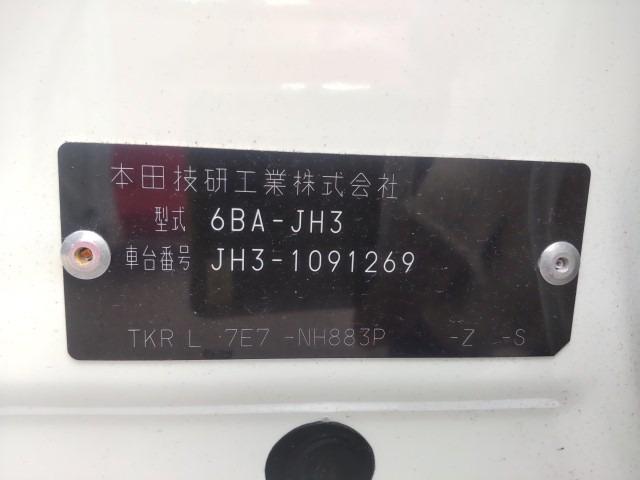 本田技研工業株式会社
型式 6BA-JH3
車台番号 JH3-1091269
TKR L 7E7 -NH883P -Z -S